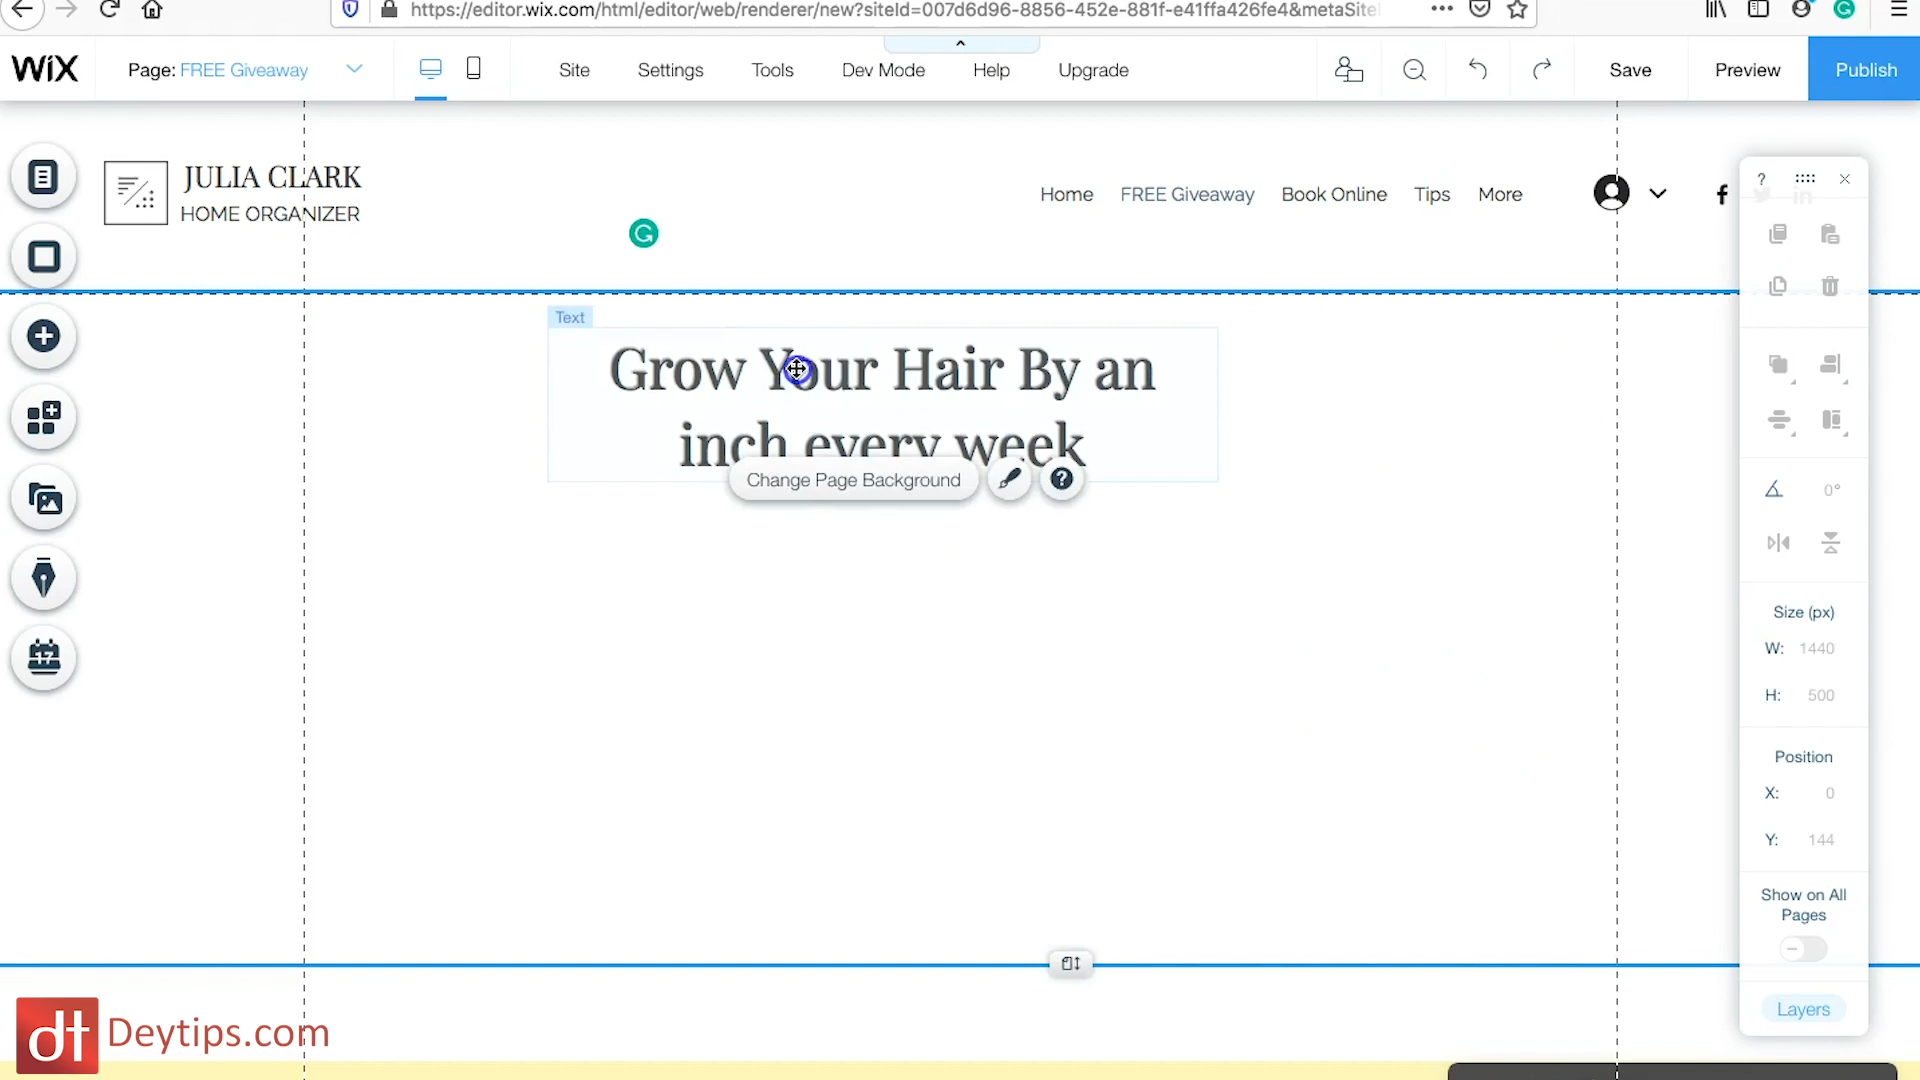 https://editor.wix.com/html/editor/web/renderer/new?siteId=007d6d96-8856-452e-881f-e41ffa426fe4&metaSite
WiX
Page: FREE Giveaway
Site
Settings
Tools
Dev Mode
Help
Upgrade
Save
Preview
Publish
JULIA CLARK
HOME ORGANIZER
Home
FREE Giveaway
Book Online
Tips
More
Text
Grow Your Hair By an
inch every week
Change Page Background
?
17
?
0°
Size (px)
W: 1440
H: 500
Position
X: 0
Y: 144
Show on All
Pages
Layers
dt Deytips.com